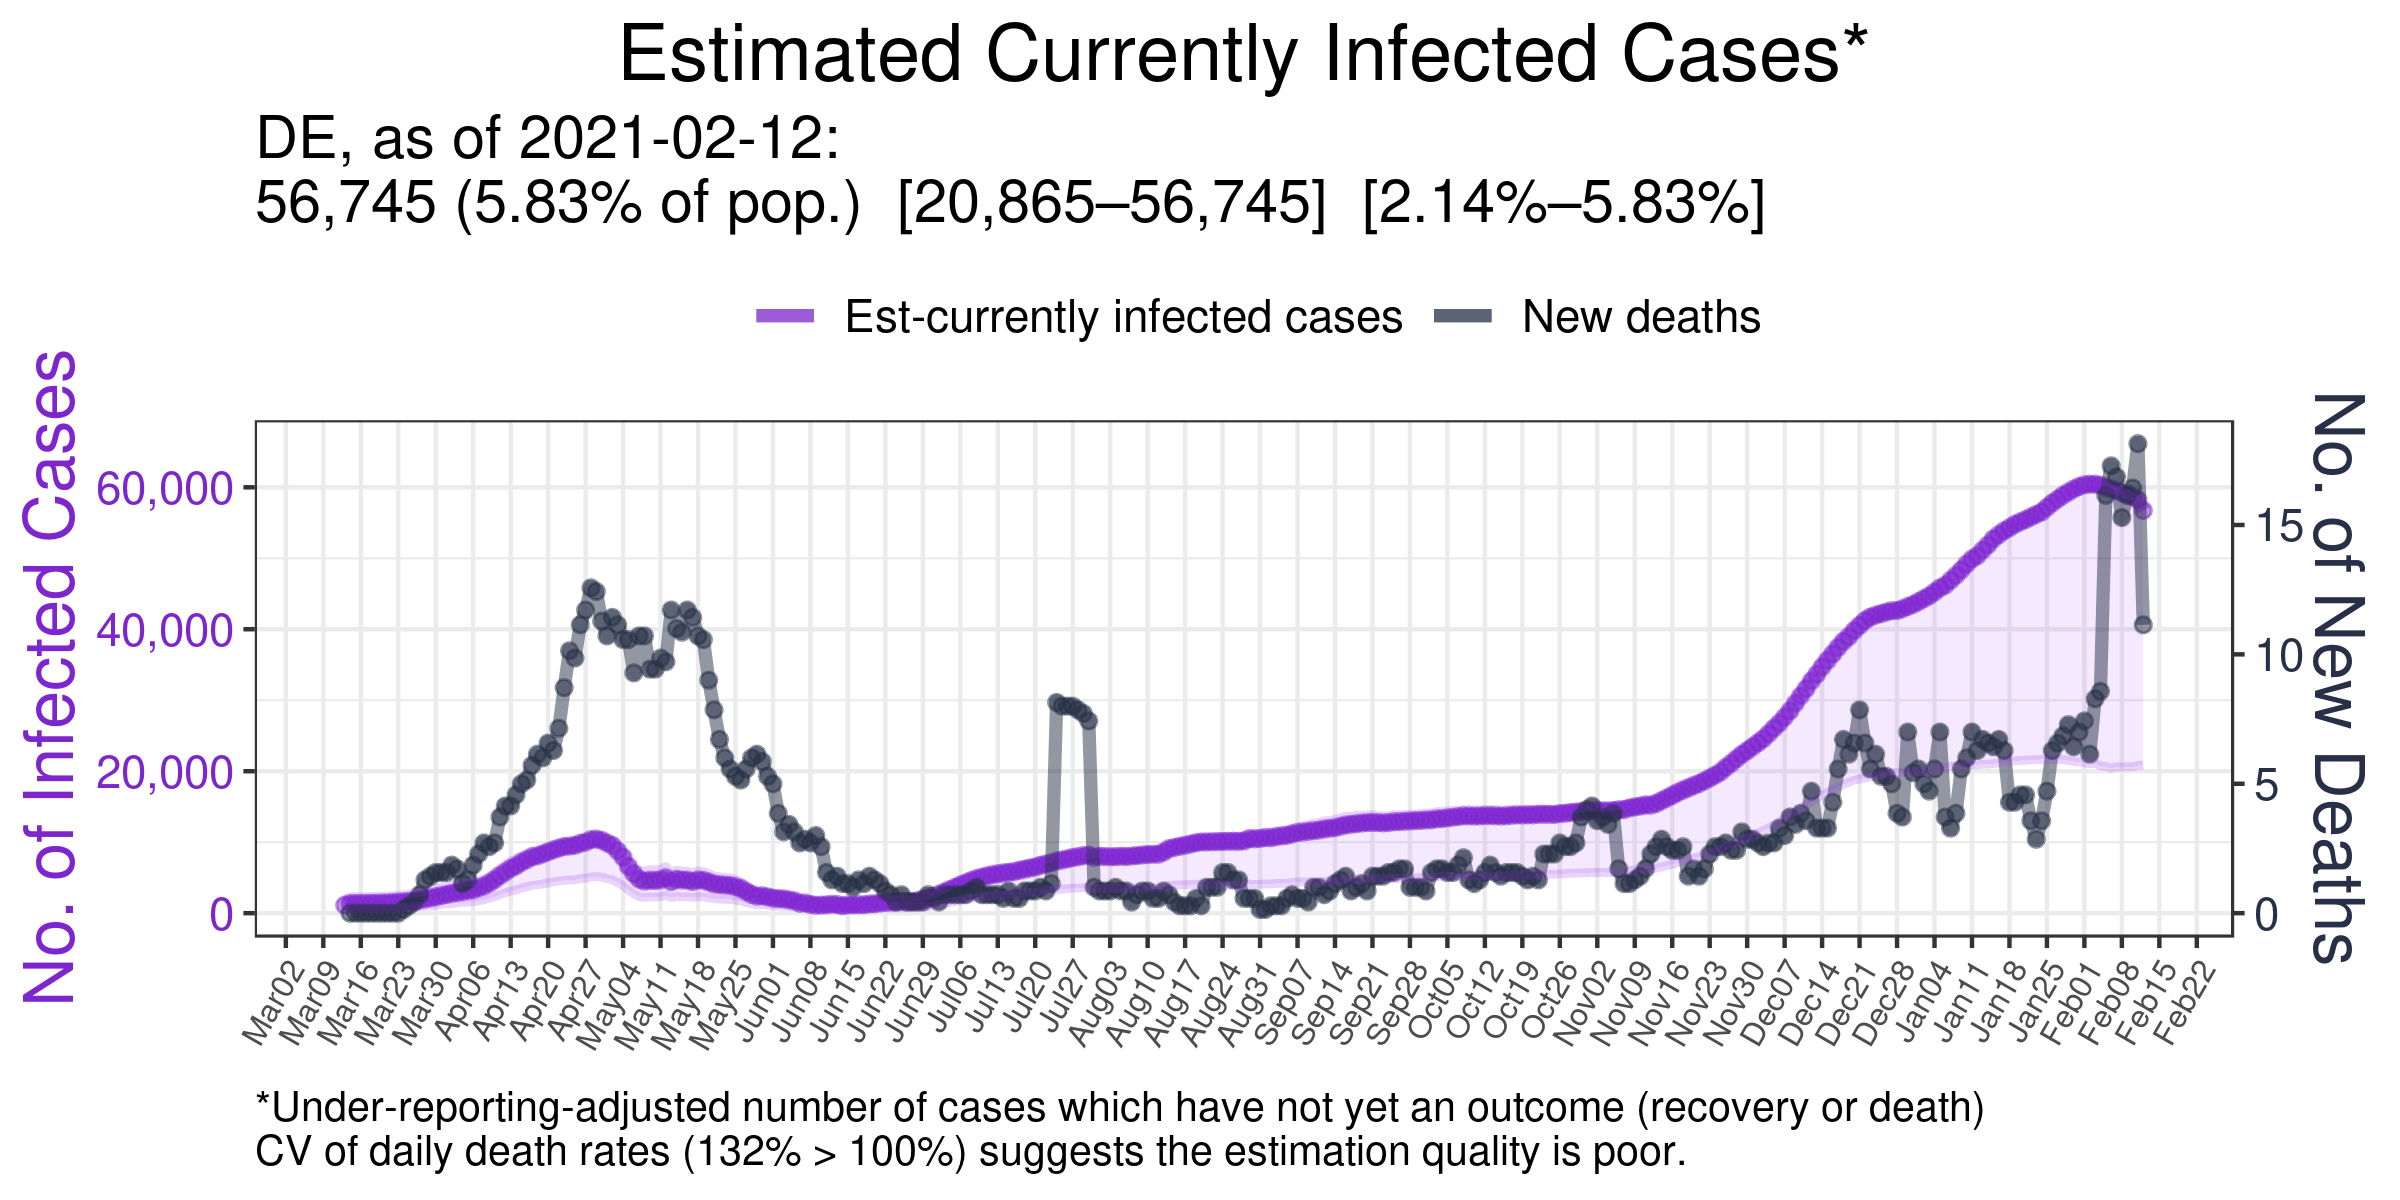 Estimated Currently Infected Cases*
DE, as of 2021-02-12:
56,745 (5.83% of pop.) [20,865–56,745] [2.14%–5.83%]
Est-currently infected cases New deaths
No. of Infected Cases
60,000
40,000
20,000
0
15
10
5
0
No. of New Deaths
Mar02 Mar09 Mar16 Mar23 Mar30 Apr06 Apr13 Apr20 Apr27 May04 May11 May18 May25 Jun01 Jun08 Jun15 Jun22 Jun29 Jul06 Jul13 Jul20 Jul27 Aug03 Aug10 Aug17 Aug24 Aug31 Sep07 Sep14 Sep21 Sep28 Oct05 Oct12 Oct19 Oct26 Nov02 Nov09 Nov16 Nov23 Nov30 Dec07 Dec14 Dec21 Dec28 Jan04 Jan11 Jan18 Jan25 Feb01 Feb08 Feb15 Feb22
*Under-reporting-adjusted number of cases which have not yet an outcome (recovery or death)
CV of daily death rates (132% > 100%) suggests the estimation quality is poor.